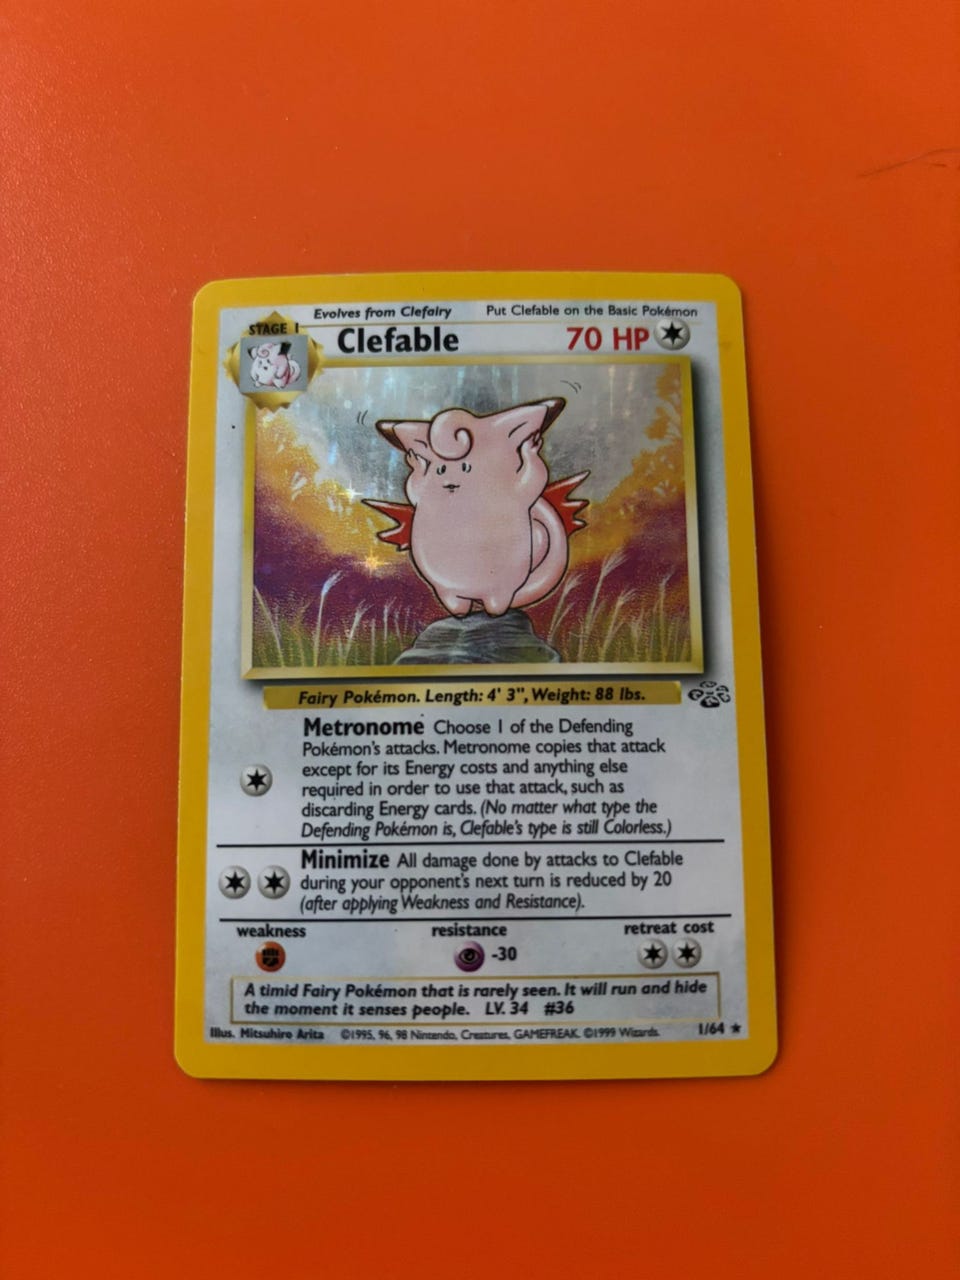 Evolves from Clefairy Put Clefable on the Basic Pokémon
STAGE 1
Clefable 70 HP
Fairy Pokémon. Length: 4' 3", Weight: 88 lbs.
Metronome Choose 1 of the Defending
Pokémon's attacks. Metronome copies that attack
except for its Energy costs and anything else
required in order to use that attack, such as
discarding Energy cards. (No matter what type the
Defending Pokémon is, Clefable's type is still Colorless.)
Minimize All damage done by attacks to Clefable
during your opponent's next turn is reduced by 20
(after applying Weakness and Resistance).
weakness resistance retreat cost
-30
A timid Fairy Pokémon that is rarely seen. It will run and hide
the moment it senses people. LV. 34 #36
Illus. Mitsuhiro Arita ©1995, 96, 98 Nintendo, Creatures, GAMEFREAK. ©1999 Wizards. 1/64 ★